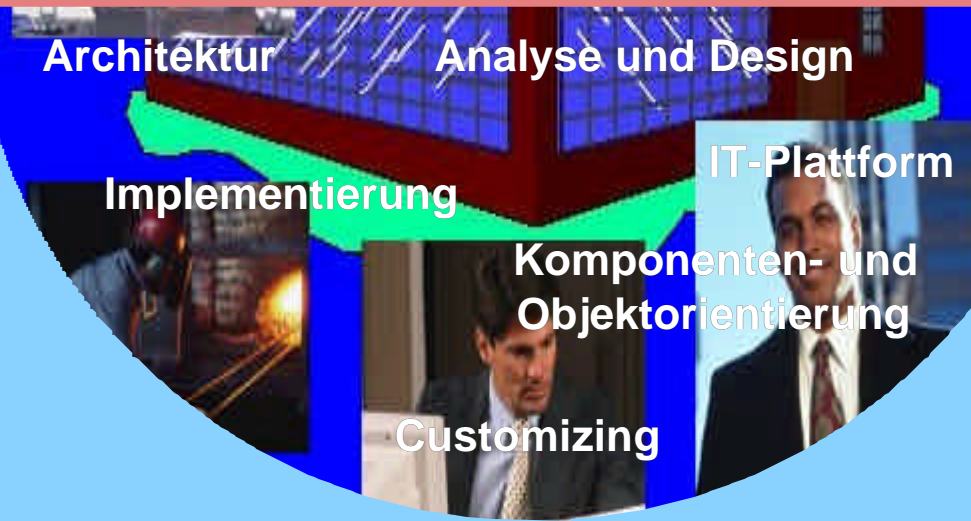 Architektur
Analyse und Design
IT-Plattform
Implementierung
Komponenten- und
Objektorientierung
Customizing